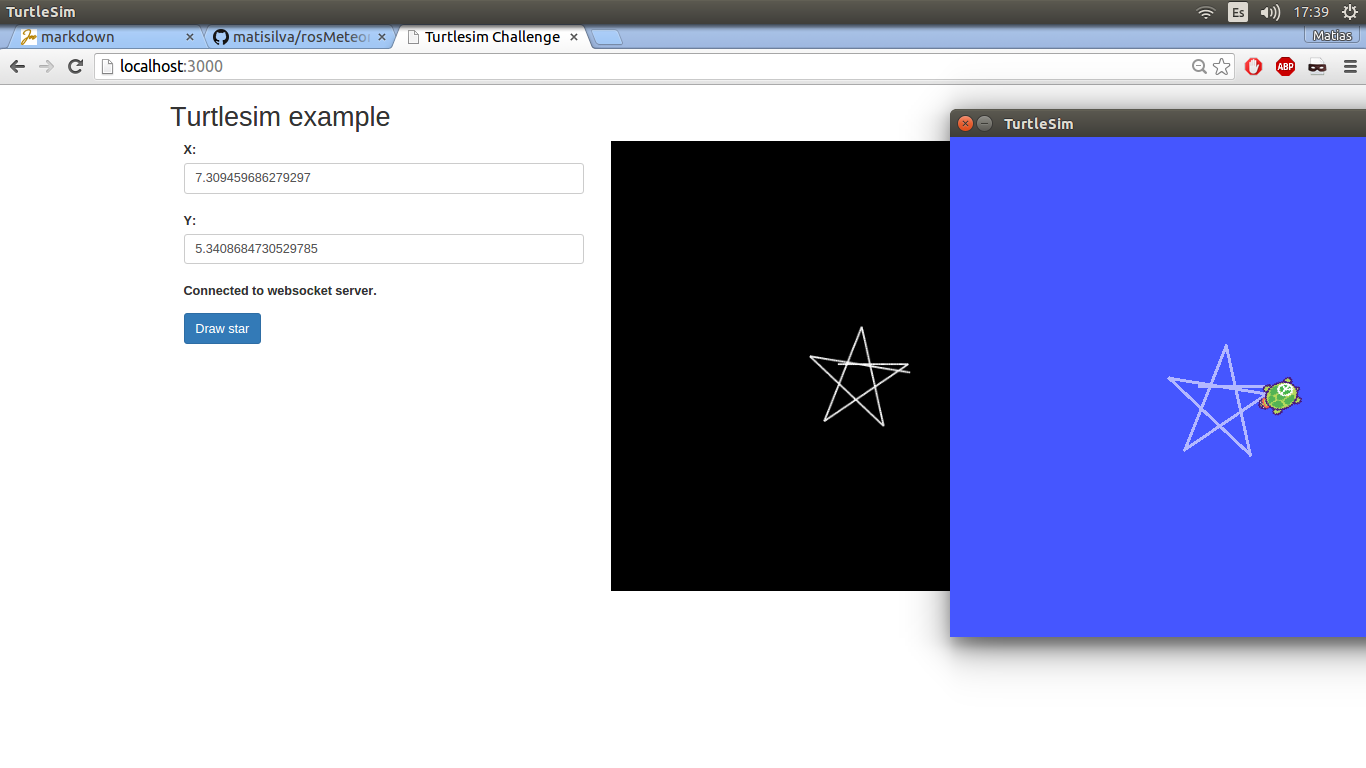 TurtleSim
Es
17:39
markdown
matisilva/rosMeteor
Turtlesim Challenge
Matias
localhost:3000
ABP
Turtlesim example
X:
7.309459686279297
Y:
5.3408684730529785
Connected to websocket server.
Draw star
TurtleSim